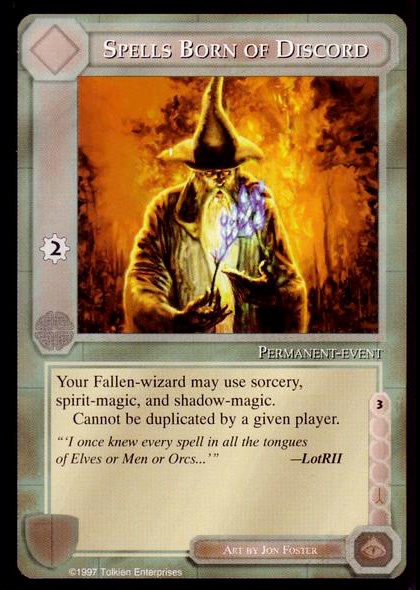 Spells Born of Discord
2
Permanent-event
Your Fallen-wizard may use sorcery,
spirit-magic, and shadow-magic.
Cannot be duplicated by a given player.
“‘I once knew every spell in all the tongues
of Elves or Men or Orcs...’” —LotRII
3
Art by Jon Foster
©1997 Tolkien Enterprises